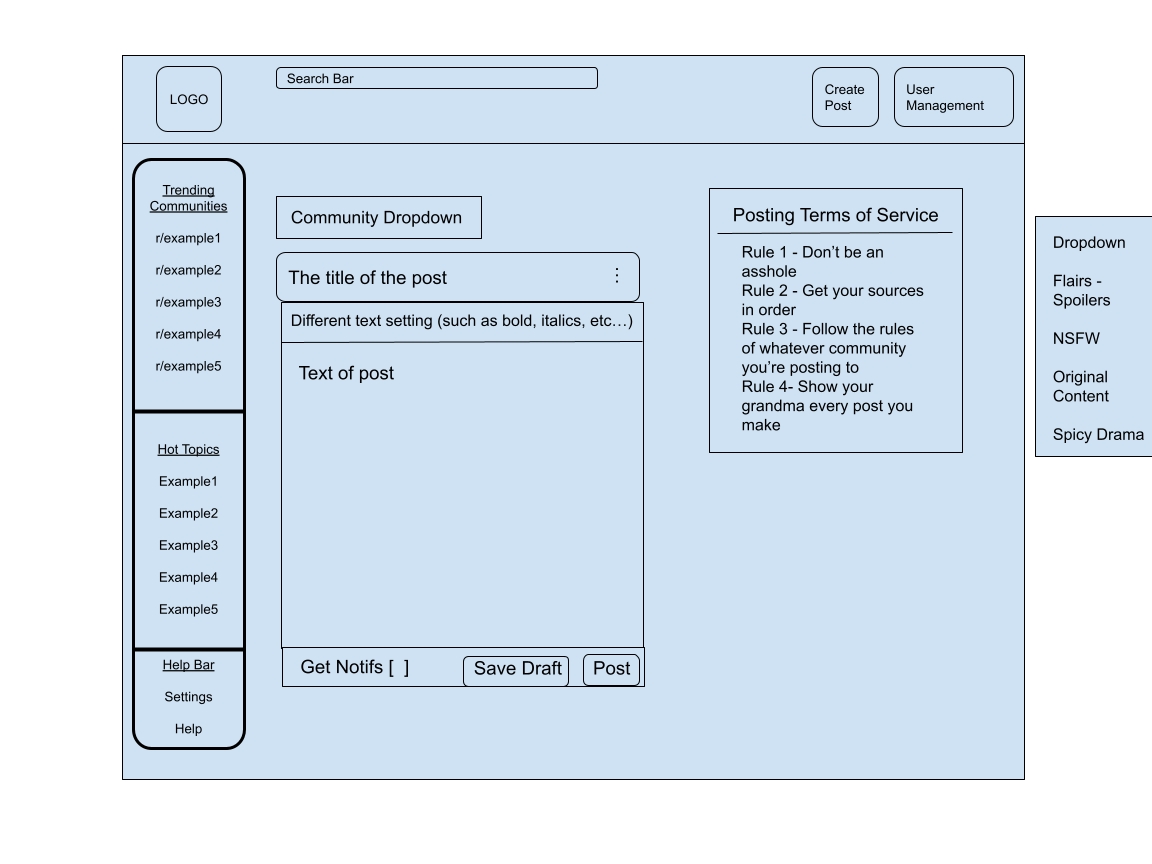 LOGO
Search Bar
Create
Post
User
Management
Trending
Communities
r/example1
r/example2
r/example3
r/example4
r/example5
Hot Topics
Example1
Example2
Example3
Example4
Example5
Help Bar
Settings
Help
Community Dropdown
The title of the post
⋮
Different text setting (such as bold, italics, etc…)
Text of post
Get Notifs [  ]
Save Draft
Post
Posting Terms of Service
Rule 1 - Don’t be an
asshole
Rule 2 - Get your sources
in order
Rule 3 - Follow the rules
of whatever community
you’re posting to
Rule 4- Show your
grandma every post you
make
Dropdown
Flairs -
Spoilers
NSFW
Original
Content
Spicy Drama